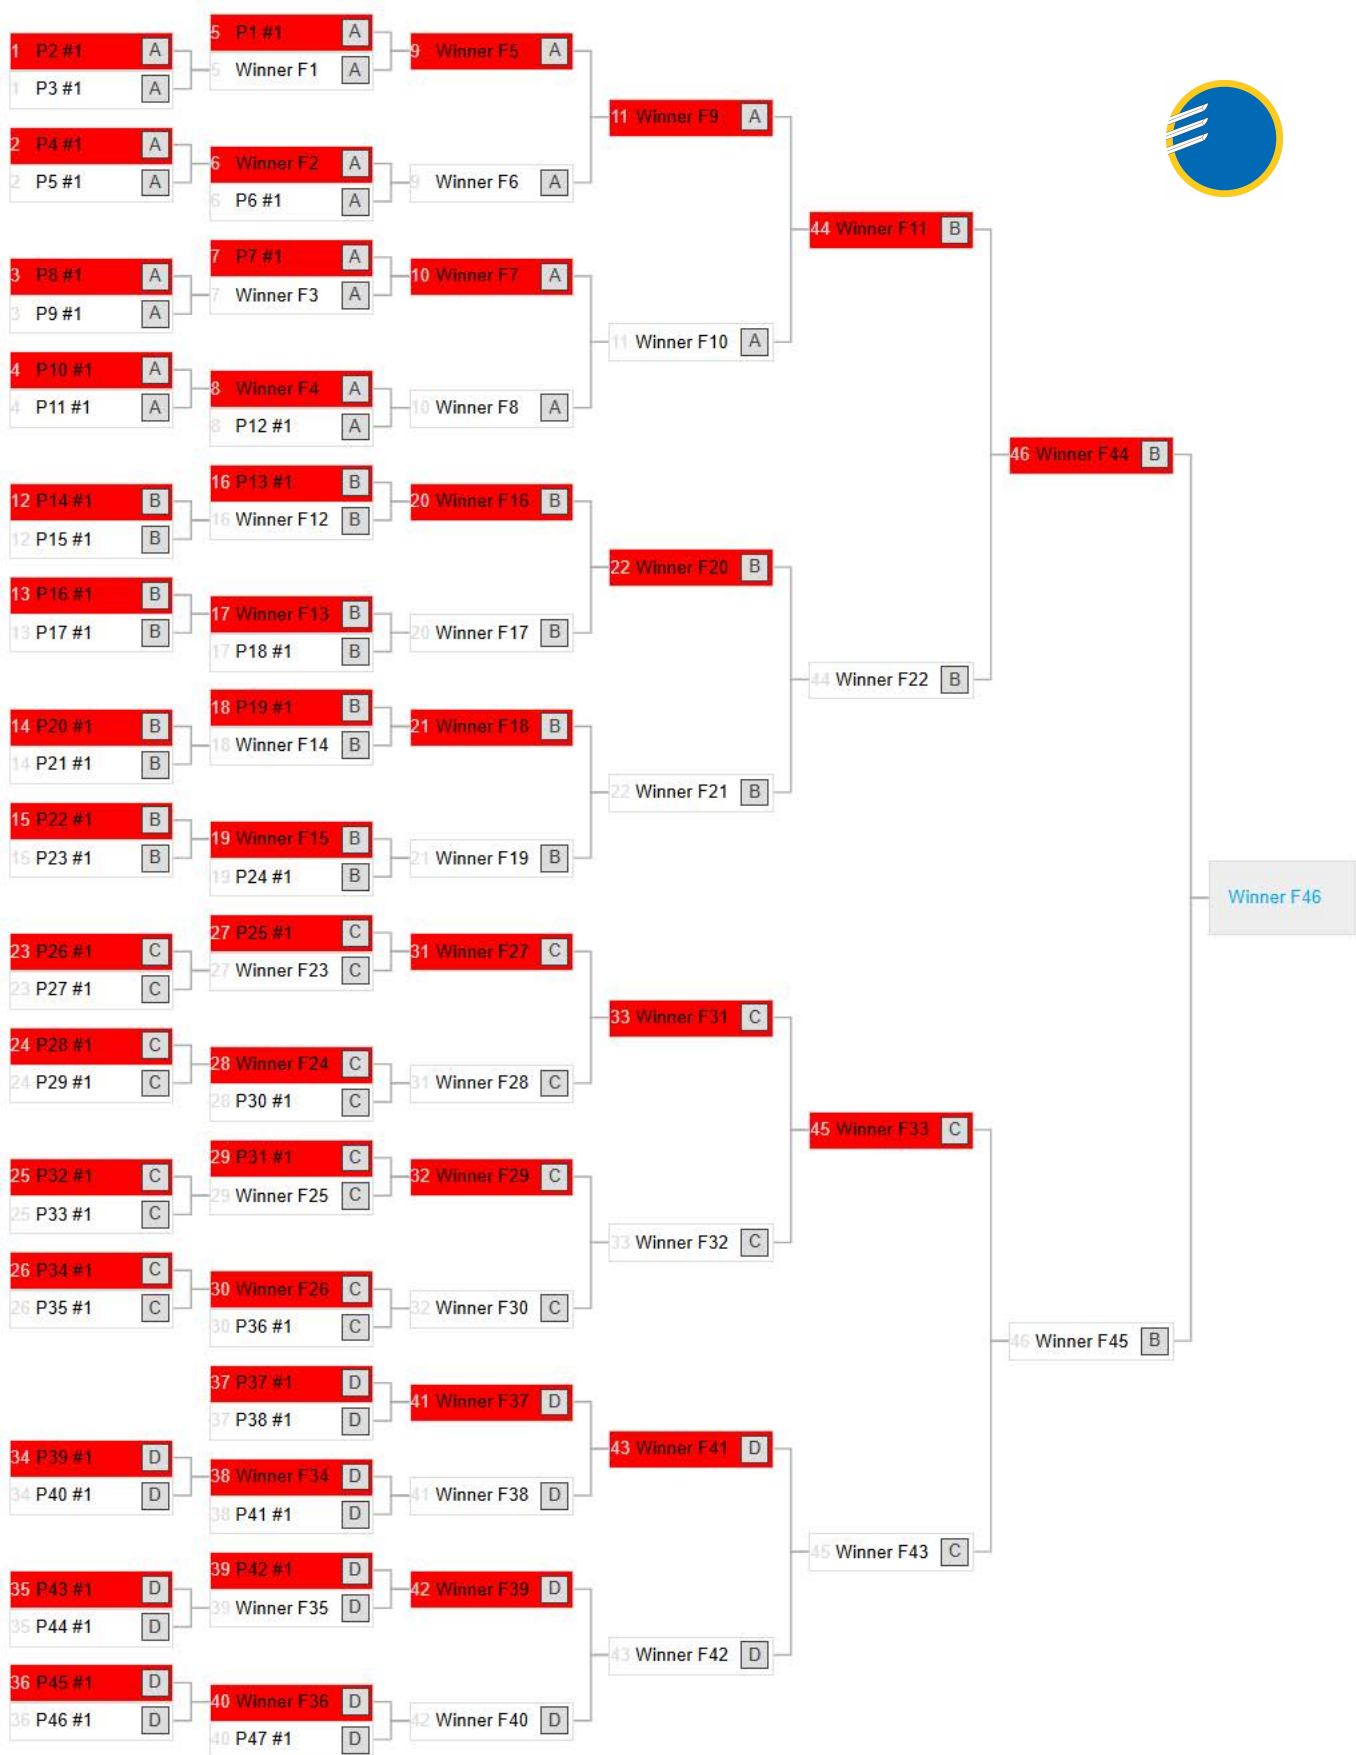 1 P2 #1 A
1 P3 #1 A
2 P4 #1 A
2 P5 #1 A
3 P8 #1 A
3 P9 #1 A
4 P10 #1 A
4 P11 #1 A
12 P14 #1 B
12 P15 #1 B
13 P16 #1 B
13 P17 #1 B
14 P20 #1 B
14 P21 #1 B
15 P22 #1 B
15 P23 #1 B
23 P26 #1 C
23 P27 #1 C
24 P28 #1 C
24 P29 #1 C
25 P32 #1 C
25 P33 #1 C
26 P34 #1 C
26 P35 #1 C
34 P39 #1 D
34 P40 #1 D
35 P43 #1 D
35 P44 #1 D
36 P45 #1 D
36 P46 #1 D
5 P1 #1 A
5 Winner F1 A
6 Winner F2 A
6 P6 #1 A
7 P7 #1 A
7 Winner F3 A
8 Winner F4 A
8 P12 #1 A
16 P13 #1 B
16 Winner F12 B
17 Winner F13 B
17 P18 #1 B
18 P19 #1 B
18 Winner F14 B
19 Winner F15 B
19 P24 #1 B
27 P25 #1 C
27 Winner F23 C
28 Winner F24 C
28 P30 #1 C
29 P31 #1 C
29 Winner F25 C
30 Winner F26 C
30 P36 #1 C
37 P37 #1 D
37 P38 #1 D
38 Winner F34 D
38 P41 #1 D
39 P42 #1 D
39 Winner F35 D
40 Winner F36 D
40 P47 #1 D
9 Winner F5 A
9 Winner F6 A
10 Winner F7 A
10 Winner F8 A
20 Winner F16 B
20 Winner F17 B
21 Winner F18 B
21 Winner F19 B
31 Winner F27 C
31 Winner F28 C
32 Winner F29 C
32 Winner F30 C
41 Winner F37 D
41 Winner F38 D
42 Winner F39 D
42 Winner F40 D
11 Winner F9 A
11 Winner F10 A
22 Winner F20 B
22 Winner F21 B
33 Winner F31 C
33 Winner F32 C
43 Winner F41 D
43 Winner F42 D
44 Winner F11 B
44 Winner F22 B
45 Winner F33 C
45 Winner F43 C
46 Winner F44 B
46 Winner F45 B
Winner F46